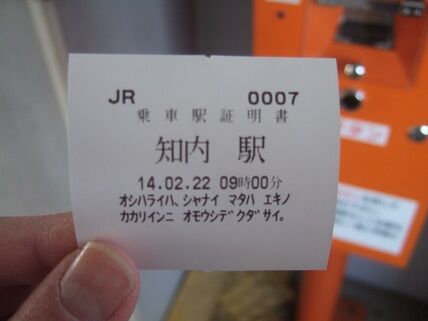 JR 0007
乗車駅証明書
知内 駅
14.02.22 09時00分
オシハライハ、シャナイ マタハ エキノ
カカリインニ オモウシデクダサイ。